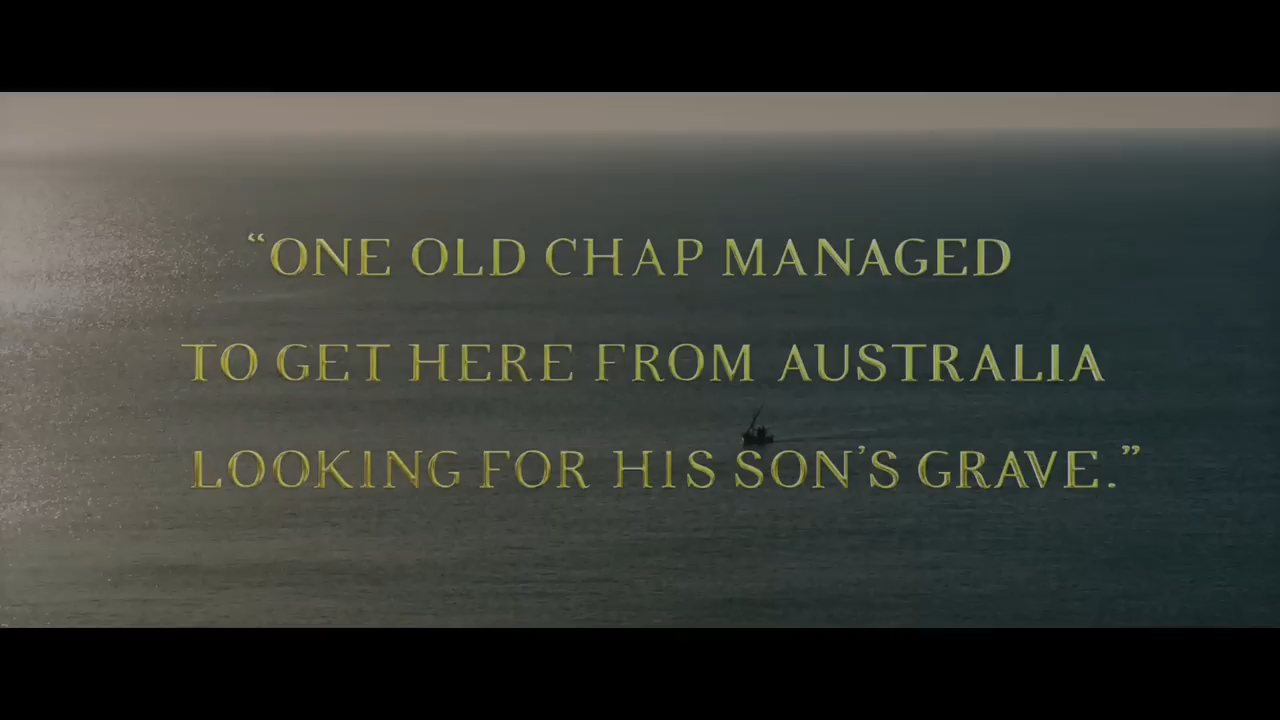 “ONE OLD CHAP MANAGED
TO GET HERE FROM AUSTRALIA
LOOKING FOR HIS SON’S GRAVE.”